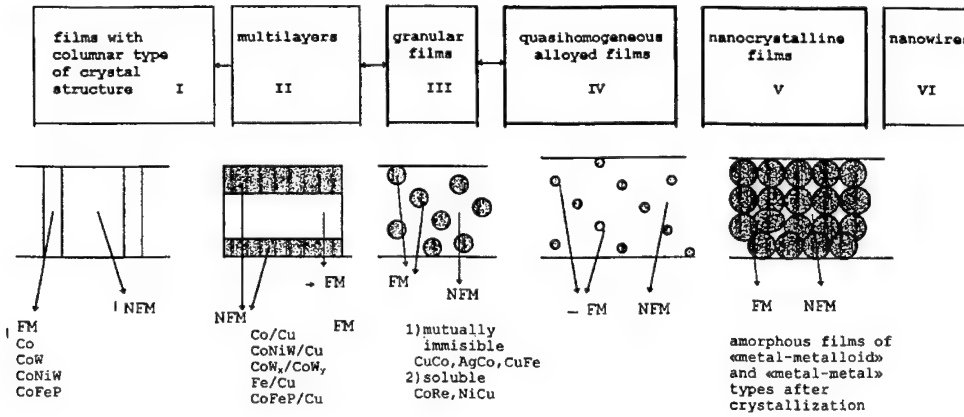 films with
columnar type
of crystal
structure I
multilayers
II
granular
films
III
quasihomogeneous
alloyed films
IV
nanocrystalline
films
V
nanowires
VI
FM
NFM
Co
CoW
CoNiW
CoFeP
FM
NFM
FM
Co/Cu
CoNiW/Cu
CoWx/CoWy
Fe/Cu
CoFeP/Cu
FM
NFM
1)mutually
immisible
CuCo,AgCo,CuFe
2)soluble
CoRe,NiCu
FM
NFM
FM
NFM
amorphous films of
«metal-metalloid»
and «metal-metal»
types after
crystallization